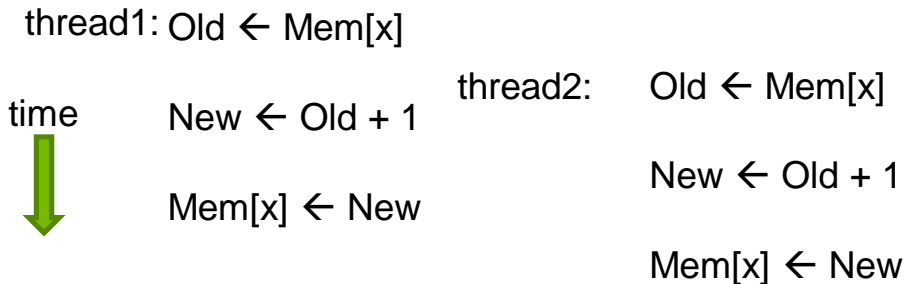 thread1: Old ← Mem[x]
thread2: Old ← Mem[x]
time
New ← Old + 1
New ← Old + 1
Mem[x] ← New
Mem[x] ← New